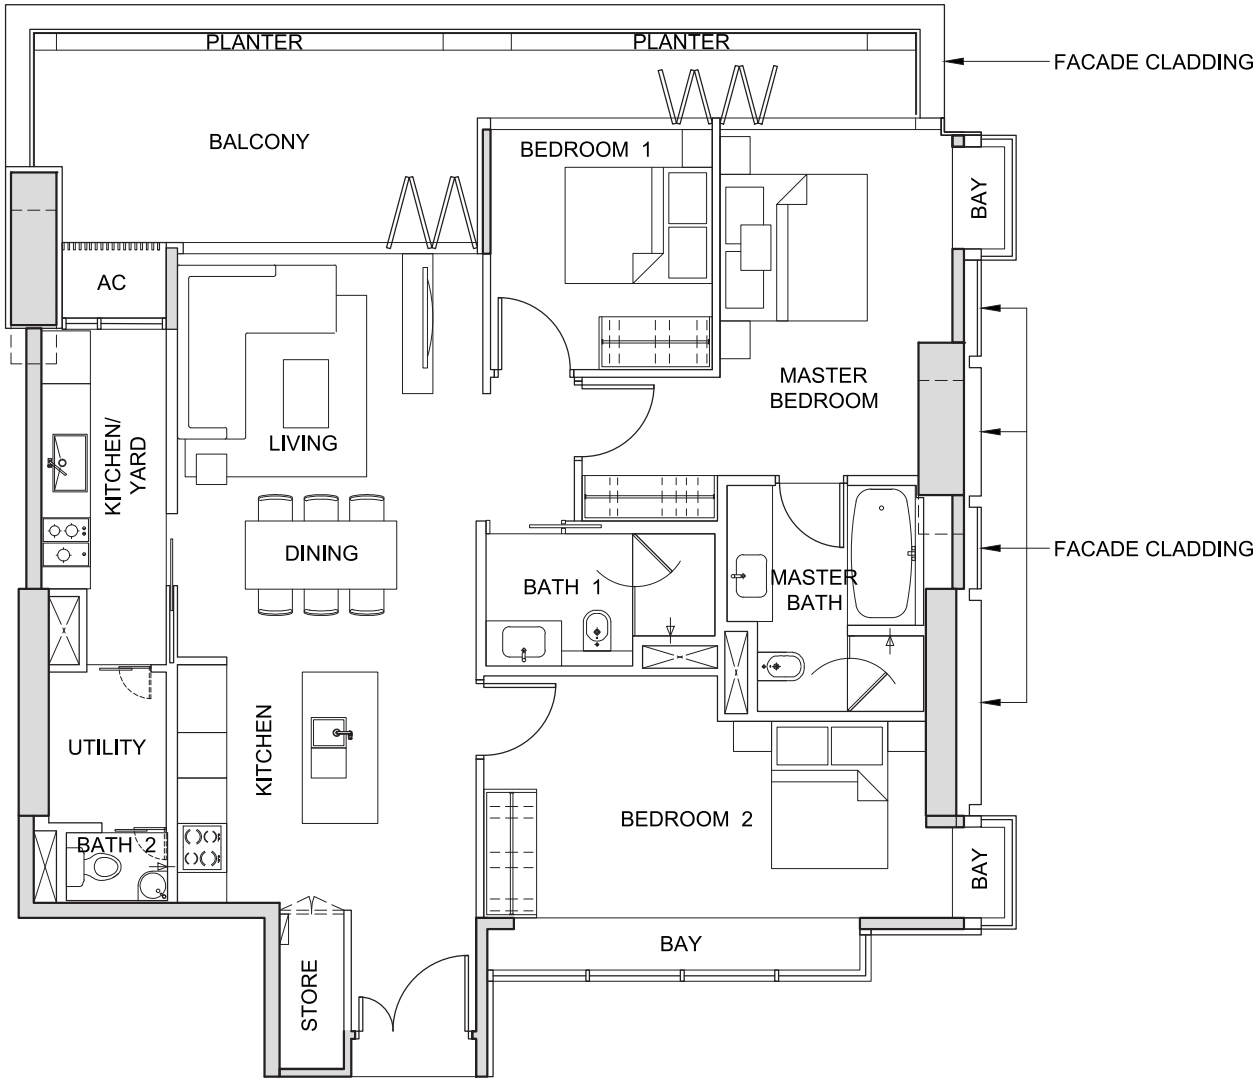 PLANTER
PLANTER
FACADE CLADDING
BALCONY
BEDROOM 1
BAY
AC
MASTER
BEDROOM
LIVING
KITCHEN/
YARD
DINING
FACADE CLADDING
BATH 1
MASTER
BATH
KITCHEN
UTILITY
BEDROOM 2
BATH 2
BAY
BAY
STORE